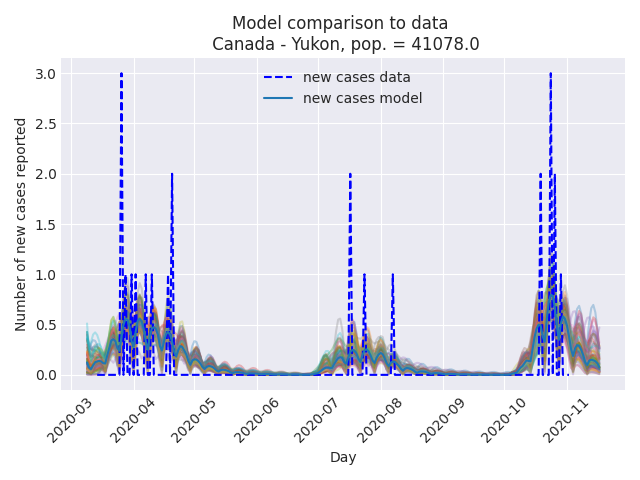 Model comparison to data
Canada - Yukon, pop. = 41078.0
new cases data
new cases model
Number of new cases reported
3.0
2.5
2.0
1.5
1.0
0.5
0.0
2020-03
2020-04
2020-05
2020-06
2020-07
2020-08
2020-09
2020-10
2020-11
Day